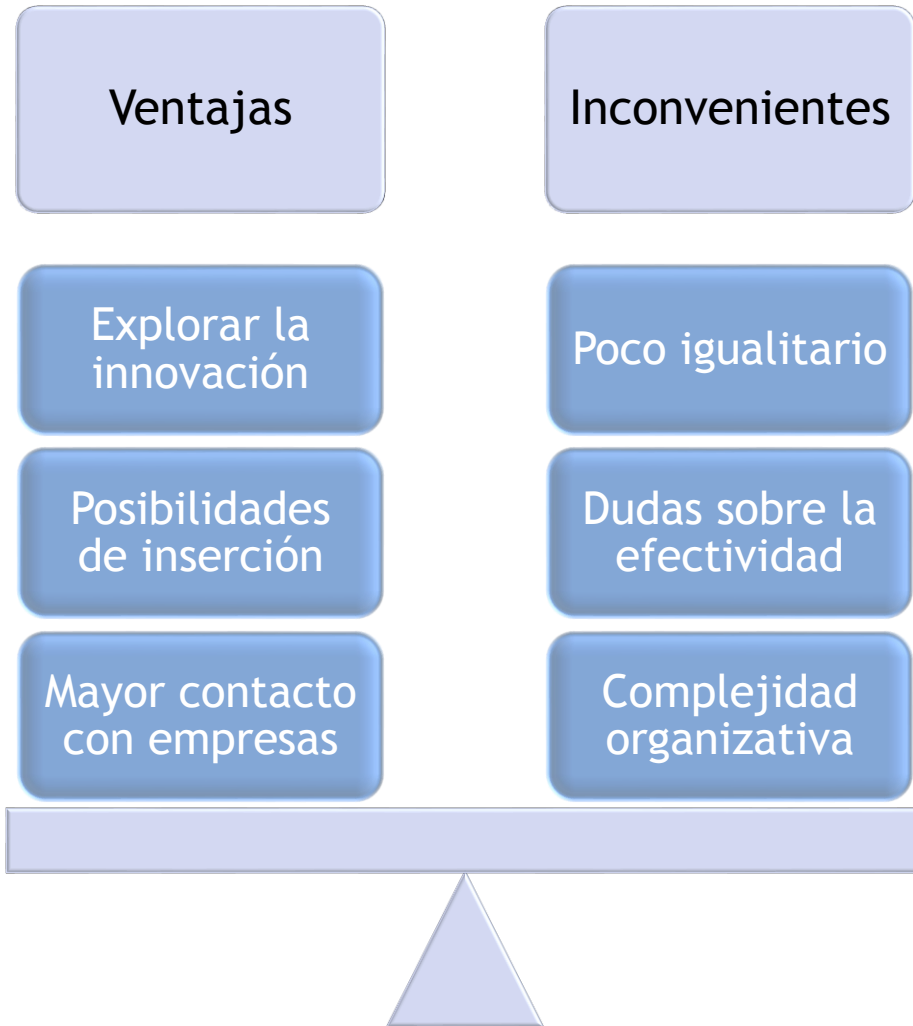 Ventajas
Inconvenientes
Explorar la
innovación
Poco igualitario
Posibilidades
de inserción
Dudas sobre la
efectividad
Mayor contacto
con empresas
Complejidad
organizativa